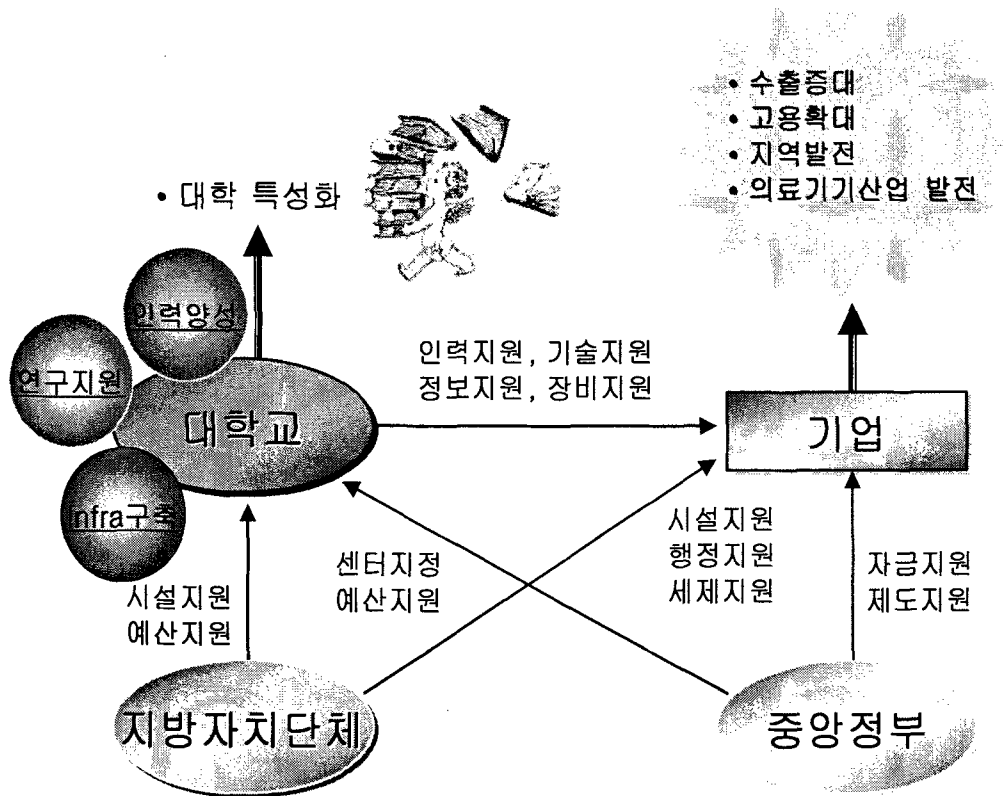 • 수출증대
• 고용확대
• 지역발전
• 의료기기산업 발전
• 대학 특성화
인력양성
연구지원
Infra구축
대학교
인력지원, 기술지원
정보지원, 장비지원
기업
시설지원
예산지원
센터지정
예산지원
시설지원
행정지원
세제지원
자금지원
제도지원
지방자치단체
중앙정부